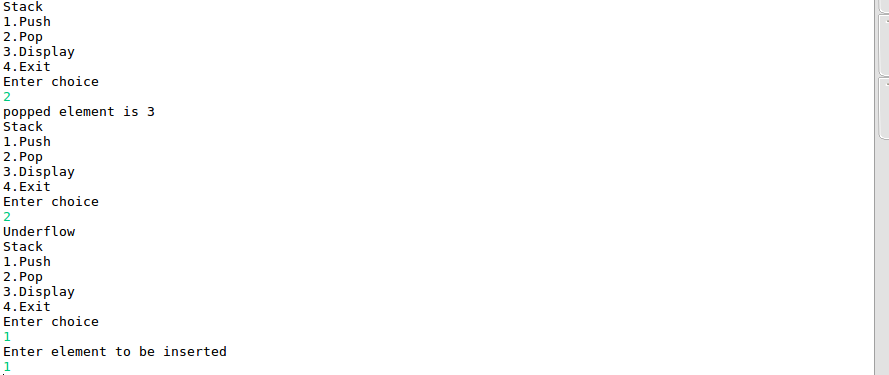 Stack
1.Push
2.Pop
3.Display
4.Exit
Enter choice
2
popped element is 3
Stack
1.Push
2.Pop
3.Display
4.Exit
Enter choice
2
Underflow
Stack
1.Push
2.Pop
3.Display
4.Exit
Enter choice
1
Enter element to be inserted
1